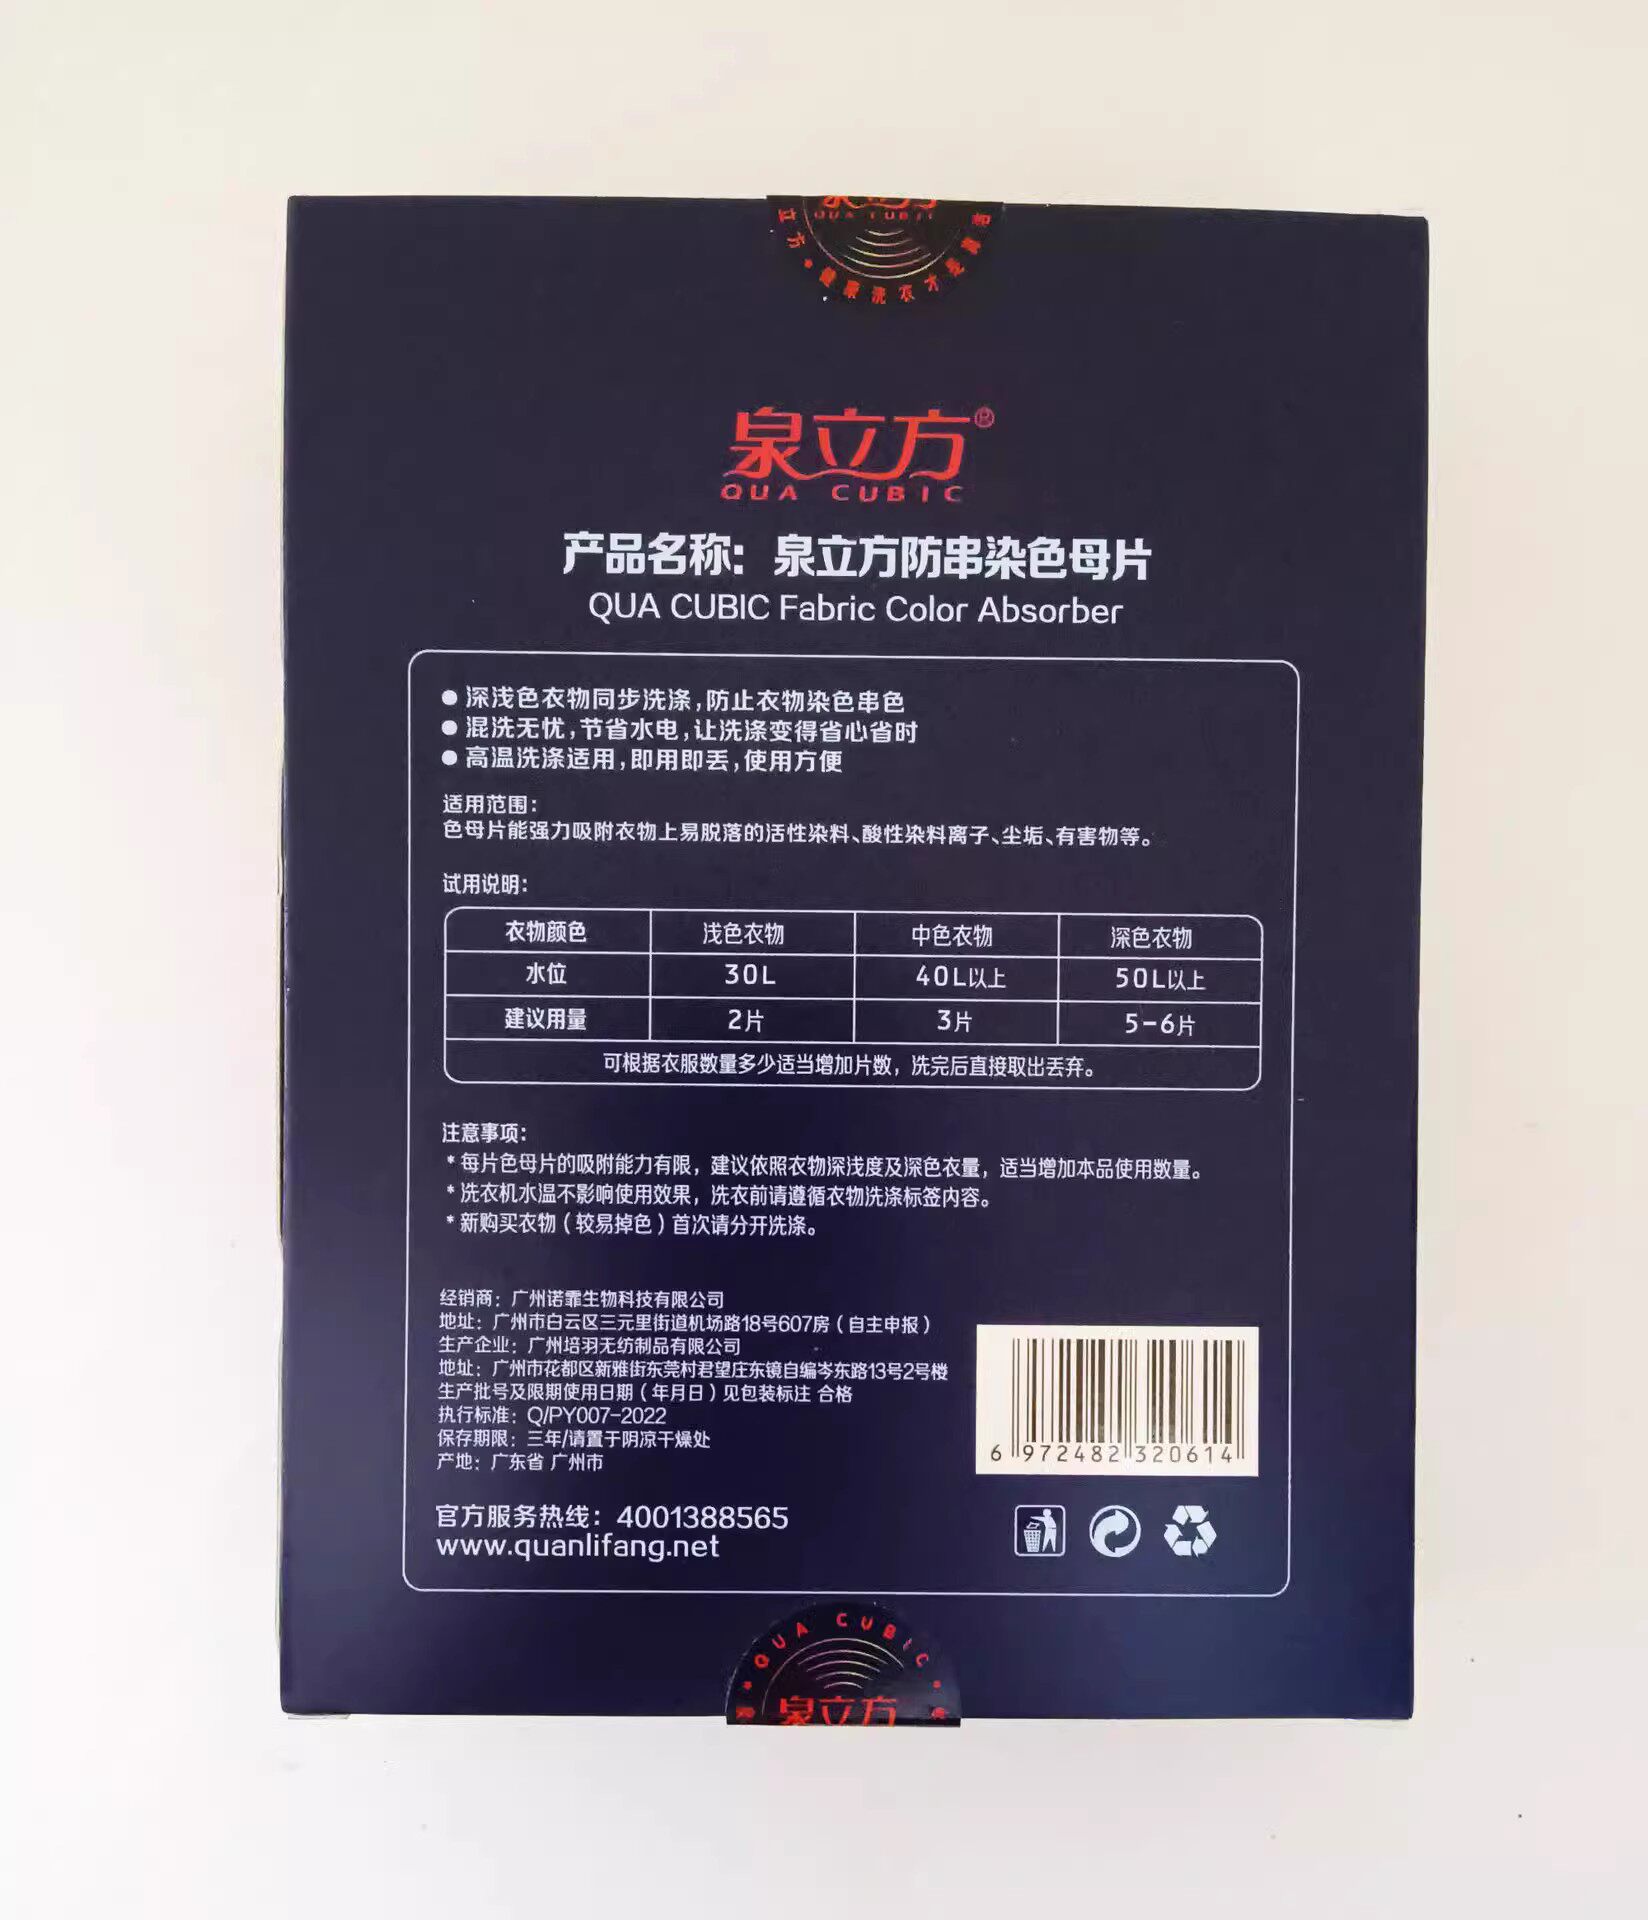 泉立方
QUA CUBIC
立方·健康洗衣才是真
泉立方®
QUA CUBIC
产品名称：泉立方防串染色母片
QUA CUBIC Fabric Color Absorber
●深浅色衣物同步洗涤，防止衣物染色串色
●混洗无忧，节省水电，让洗涤变得省心省时
●高温洗涤适用，即用即丢，使用方便
适用范围：
色母片能强力吸附衣物上易脱落的活性染料、酸性染料离子、尘垢、有害物等。
试用说明：
衣物颜色 浅色衣物 中色衣物 深色衣物
水位 30L 40L以上 50L以上
建议用量 2片 3片 5-6片
可根据衣服数量多少适当增加片数，洗完后直接取出丢弃。
注意事项：
*每片色母片的吸附能力有限，建议依照衣物深浅度及深色衣量，适当增加本品使用数量。
*洗衣机水温不影响使用效果，洗衣前请遵循衣物洗涤标签内容。
*新购买衣物（较易掉色）首次请分开洗涤。
经销商：广州诺霏生物科技有限公司
地址：广州市白云区三元里街道机场路18号607房（自主申报）
生产企业：广州培羽无纺制品有限公司
地址：广州市花都区新雅街东莞村君望庄东镜自编岑东路13号2号楼
生产批号及限期使用日期（年月日）见包装标注 合格
执行标准：Q/PY007-2022
保存期限：三年/请置于阴凉干燥处
产地：广东省 广州市
6 972482 320614
官方服务热线：4001388565
www.quanlifang.net
QUA CUBIC
泉立方